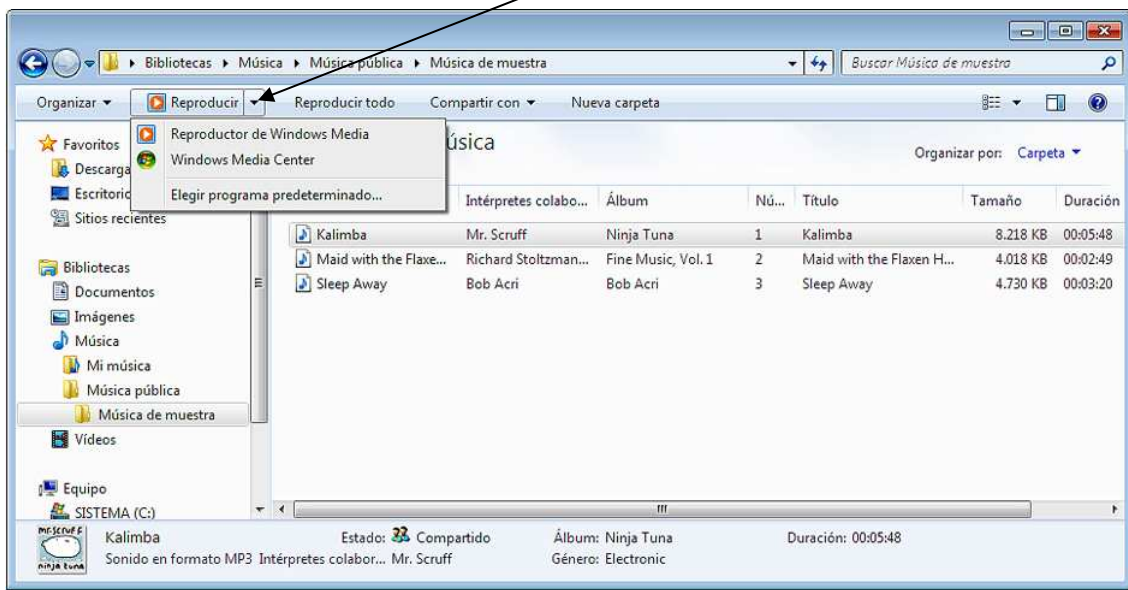 Bibliotecas ▸ Música ▸ Música pública ▸ Música de muestra
Buscar Música de muestra
Organizar Reproducir Reproducir todo Compartir con Nueva carpeta
Reproductor de Windows Media
Windows Media Center
Elegir programa predeterminado...
úsica
Organizar por: Carpeta
Favoritos
Descarga
Escritorio
Sitios recientes
Bibliotecas
Documentos
Imágenes
Música
Mi música
Música pública
Música de muestra
Vídeos
Equipo
SISTEMA (C:)
Intérpretes colabo... Álbum Nú... Título Tamaño Duración
Kalimba Mr. Scruff Ninja Tuna 1 Kalimba 8.218 KB 00:05:48
Maid with the Flaxe... Richard Stoltzman... Fine Music, Vol. 1 2 Maid with the Flaxen H... 4.018 KB 00:02:49
Sleep Away Bob Acri Bob Acri 3 Sleep Away 4.730 KB 00:03:20
mr.scruff
ninja tuna
Kalimba Estado: Compartido Álbum: Ninja Tuna Duración: 00:05:48
Sonido en formato MP3 Intérpretes colabor... Mr. Scruff Género: Electronic